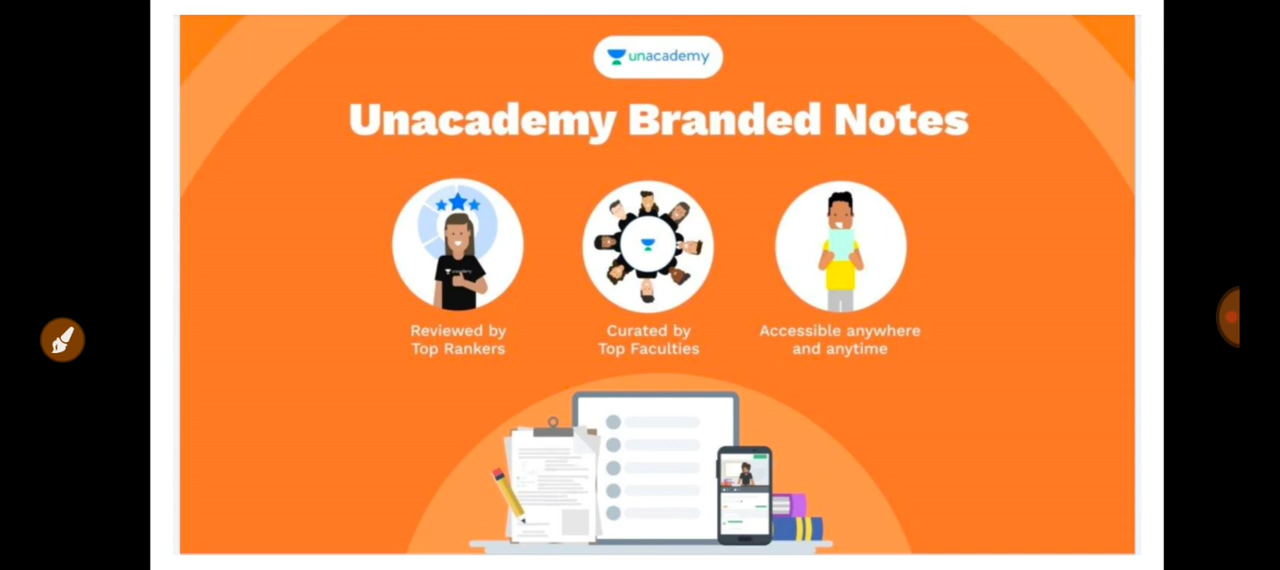 unacademy
Unacademy Branded Notes
Reviewed by
Top Rankers
Curated by
Top Faculties
Accessible anywhere
and anytime